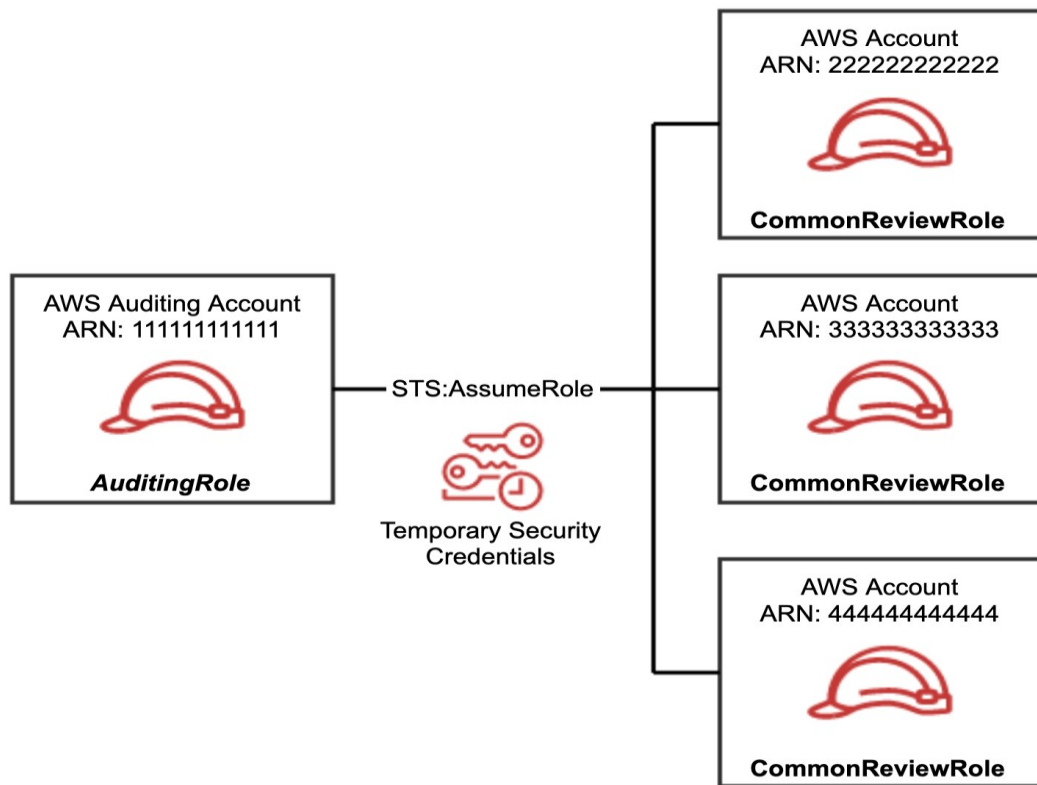 AWS Account
ARN: 222222222222
CommonReviewRole
AWS Auditing Account
ARN: 111111111111
AuditingRole
STS:AssumeRole
Temporary Security
Credentials
AWS Account
ARN: 333333333333
CommonReviewRole
AWS Account
ARN: 444444444444
CommonReviewRole